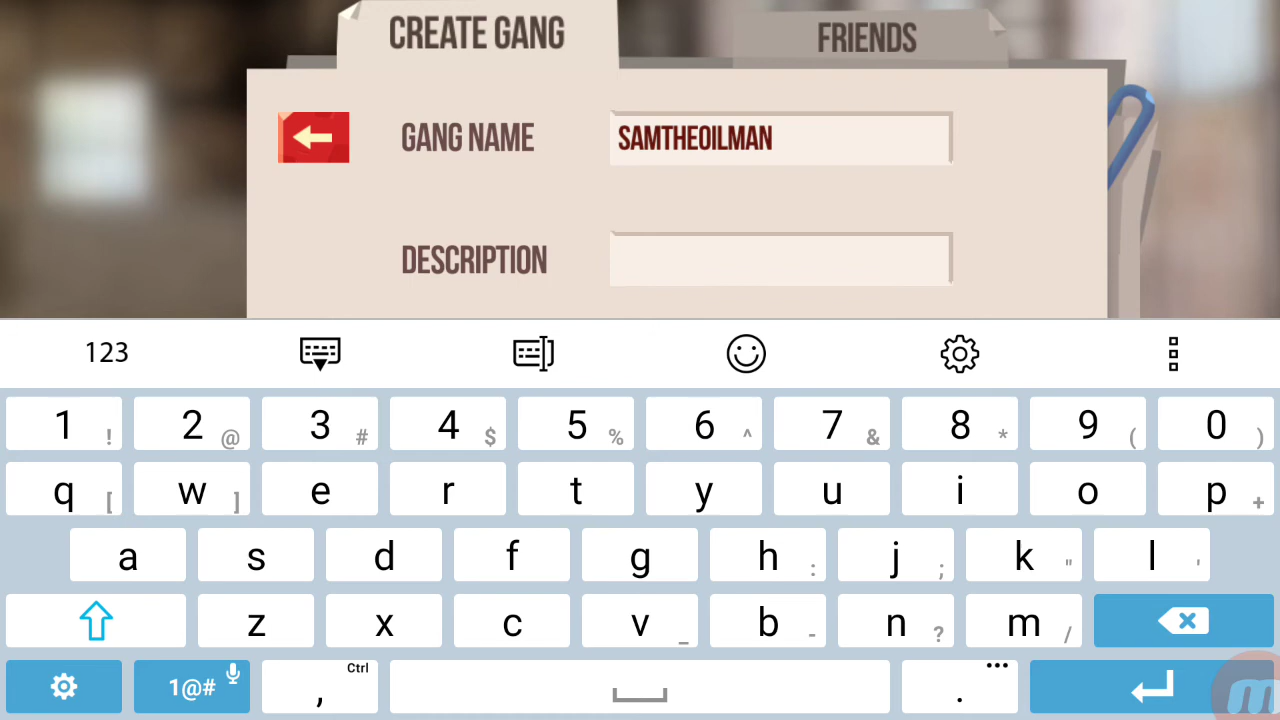 CREATE GANG FRIENDS
GANG NAME SAMTHEOILMAN
DESCRIPTION
123
1 ! 2 @ 3 # 4 $ 5 % 6 ^ 7 & 8 * 9 ( 0 )
q [ w ] e r t y u i o p +
a s d f g h : j ; k " l '
z x c v _ b - n ? m /
1@# , Ctrl . •••
m